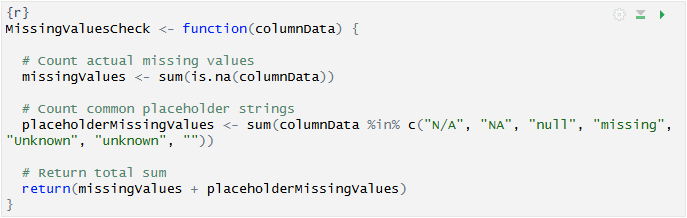 {r}
MissingValuesCheck <- function(columnData) {
  # Count actual missing values
  missingValues <- sum(is.na(columnData))
  # Count common placeholder strings
  placeholderMissingValues <- sum(columnData %in% c("N/A", "NA", "null", "missing",
"Unknown", "unknown", ""))
  # Return total sum
  return(missingValues + placeholderMissingValues)
}